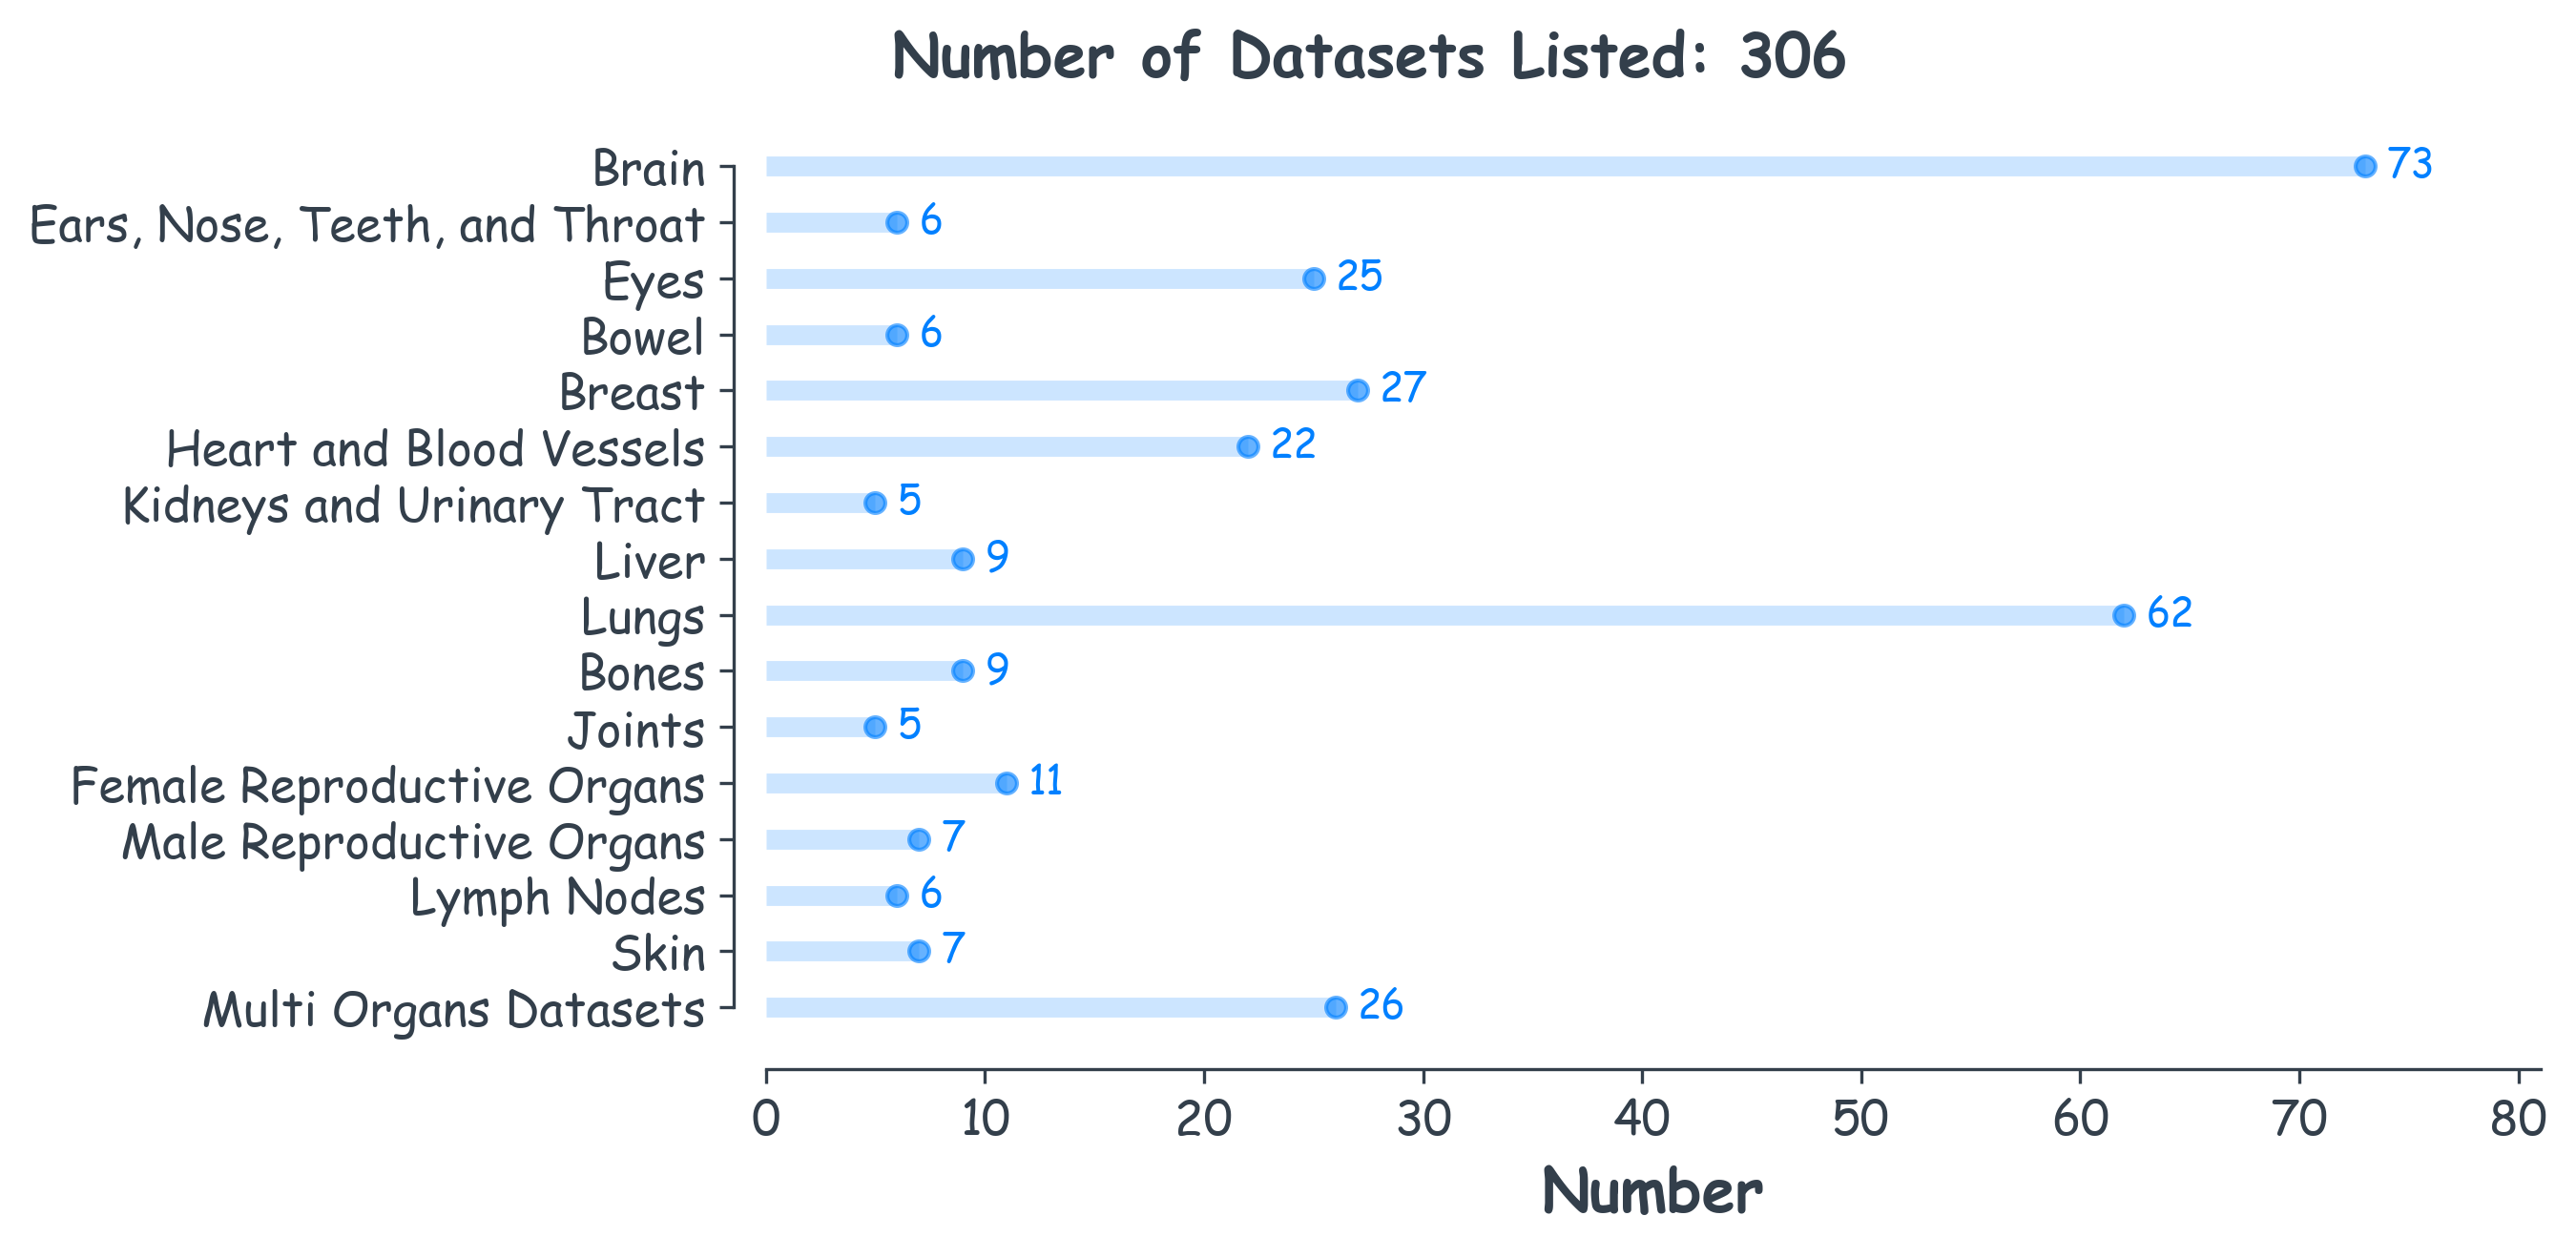 Number of Datasets Listed: 306
Brain 73
Ears, Nose, Teeth, and Throat 6
Eyes 25
Bowel 6
Breast 27
Heart and Blood Vessels 22
Kidneys and Urinary Tract 5
Liver 9
Lungs 62
Bones 9
Joints 5
Female Reproductive Organs 11
Male Reproductive Organs 7
Lymph Nodes 6
Skin 7
Multi Organs Datasets 26
0 10 20 30 40 50 60 70 80
Number